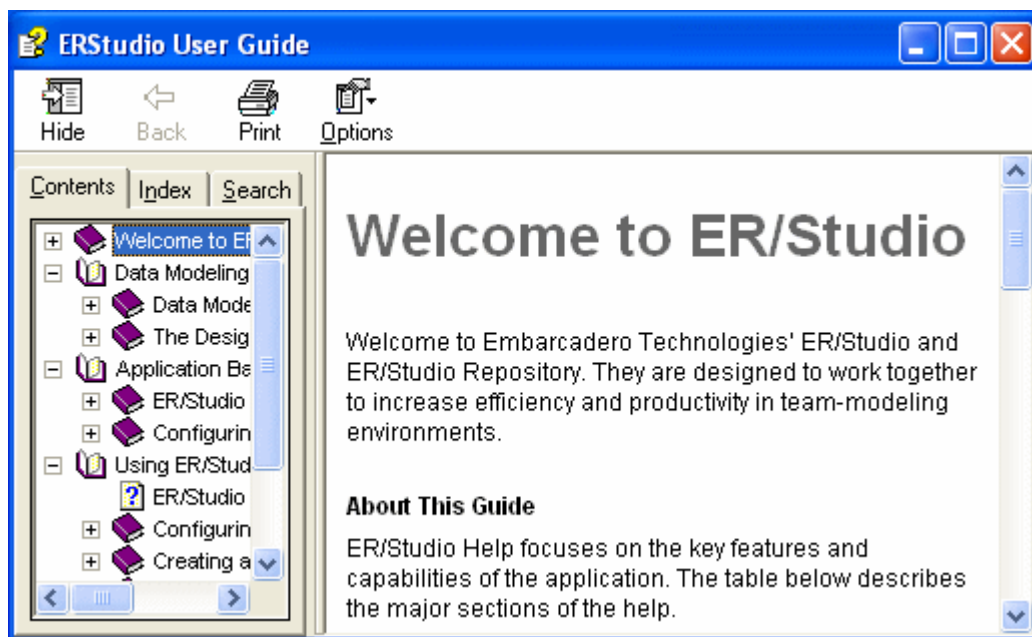 ERStudio User Guide
Hide Back Print Options
Contents Index Search
Welcome to
Data Modeling
Data Mode
The Desig
Application Ba
ER/Studio
Configurin
Using ER/Stud
ER/Studio
Configurin
Creating a
Welcome to ER/Studio
Welcome to Embarcadero Technologies' ER/Studio and
ER/Studio Repository. They are designed to work together
to increase efficiency and productivity in team-modeling
environments.
About This Guide
ER/Studio Help focuses on the key features and
capabilities of the application. The table below describes
the major sections of the help.